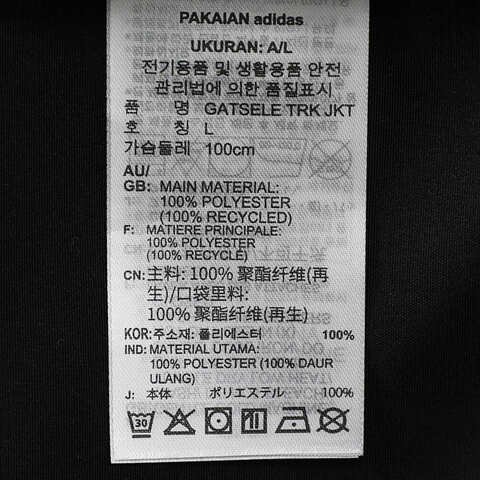 PAKAIAN adidas
UKURAN: A/L
전기용품 및 생활용품 안전
관리법에 의한 품질표시
품 명 GATSELE TRK JKT
호 칭 L
가슴둘레 100cm
AU/
GB: MAIN MATERIAL:
100% POLYESTER
(100% RECYCLED)
F: MATIERE PRINCIPALE:
100% POLYESTER
(100% RECYCLE)
CN: 主料: 100% 聚酯纤维(再
生)/口袋里料:
100% 聚酯纤维(再生)
KOR: 주소재: 폴리에스터 100%
IND: MATERIAL UTAMA:
100% POLYESTER (100% DAUR
ULANG)
J: 本体 ポリエステル 100%
30